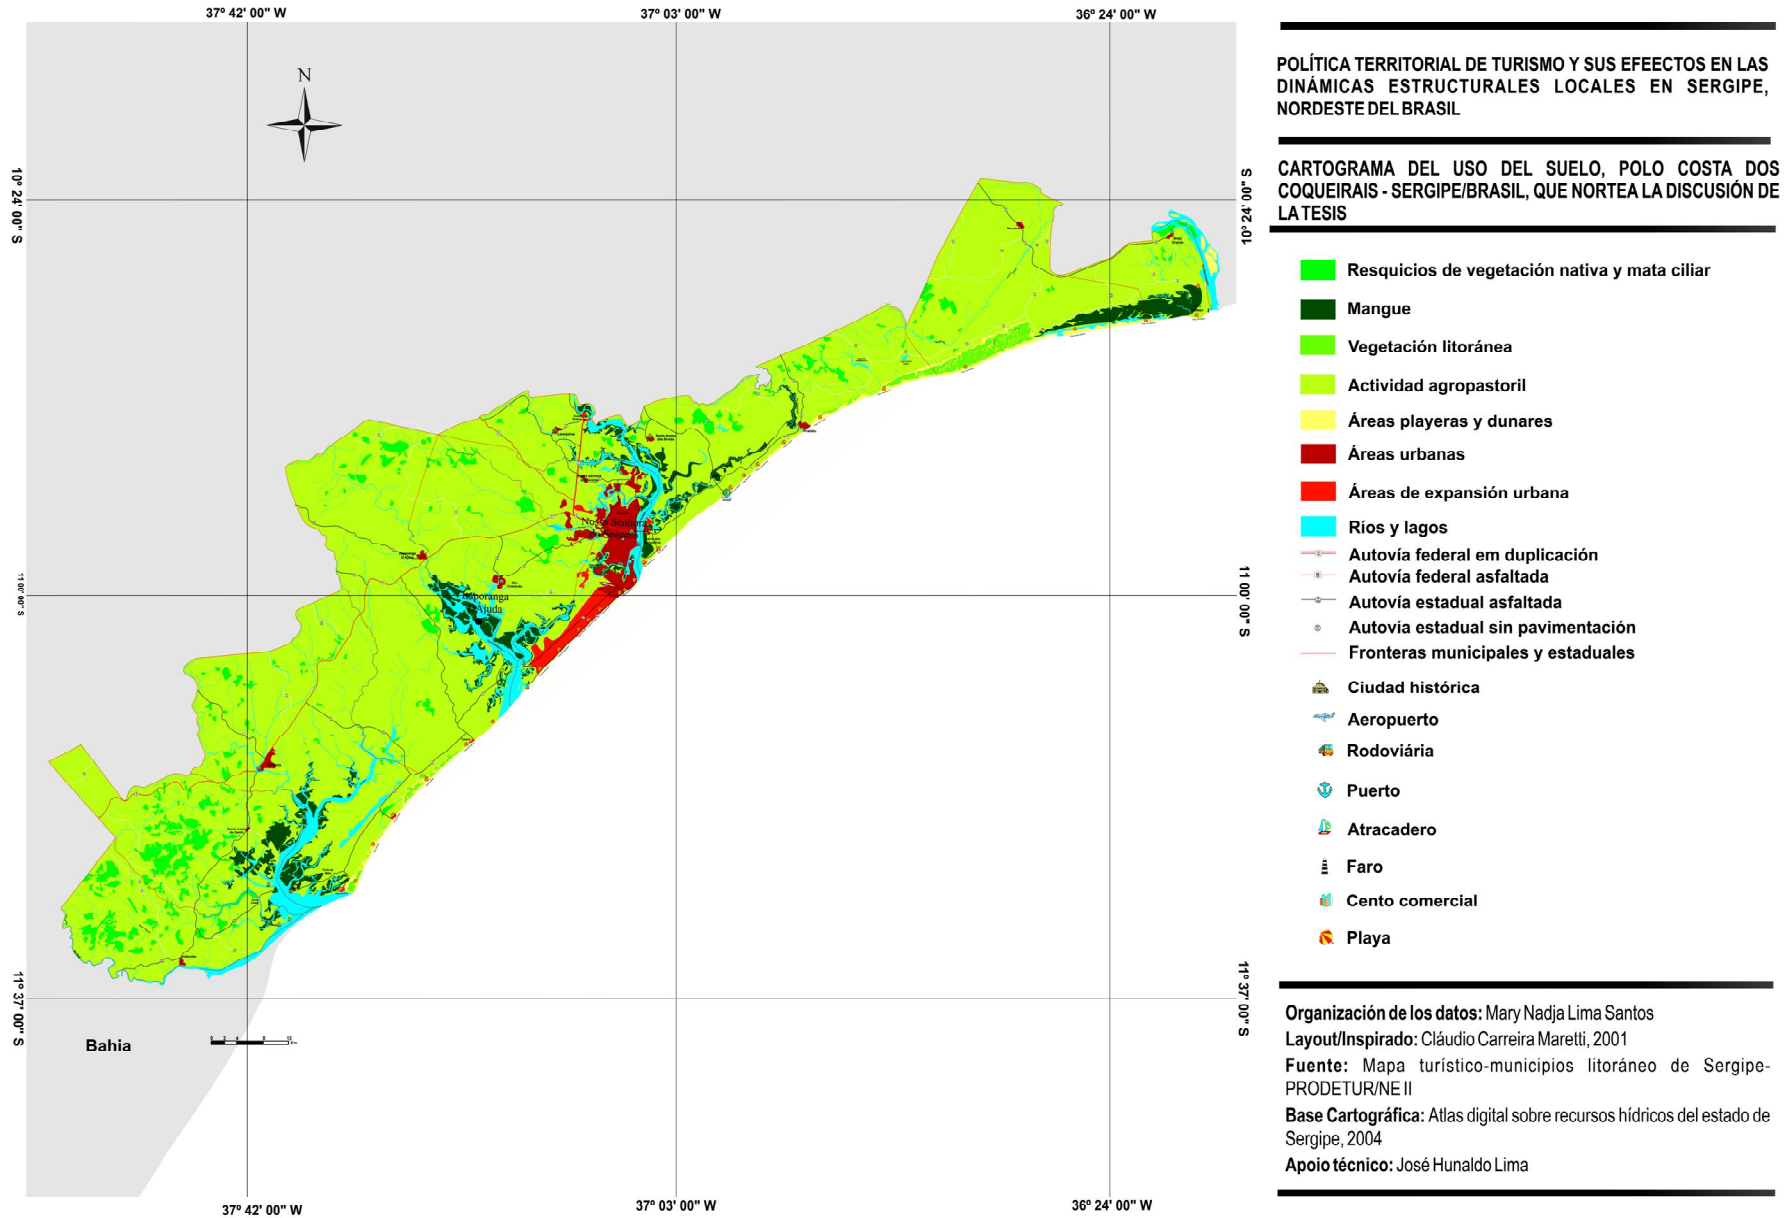 37º 42' 00" W
37º 03' 00" W
36º 24' 00" W
N
10º 24' 00" S
10º 24' 00" S
11º 00' 00" S
11º 00' 00" S
11º 37' 00" S
11º 37' 00" S
Nossa Senhora
do Socorro
Itaporanga
d'Ajuda
Bahia
37º 42' 00" W
37º 03' 00" W
36º 24' 00" W
POLÍTICA TERRITORIAL DE TURISMO Y SUS EFEECTOS EN LAS
DINÁMICAS ESTRUCTURALES LOCALES EN SERGIPE,
NORDESTE DEL BRASIL
CARTOGRAMA DEL USO DEL SUELO, POLO COSTA DOS
COQUEIRAIS - SERGIPE/BRASIL, QUE NORTEA LA DISCUSIÓN DE
LA TESIS
Resquicios de vegetación nativa y mata ciliar
Mangue
Vegetación litoránea
Actividad agropastoril
Áreas playeras y dunares
Áreas urbanas
Áreas de expansión urbana
Ríos y lagos
Autovía federal em duplicación
Autovía federal asfaltada
Autovía estadual asfaltada
Autovía estadual sin pavimentación
Fronteras municipales y estaduales
Ciudad histórica
Aeropuerto
Rodoviária
Puerto
Atracadero
Faro
Cento comercial
Playa
Organización de los datos: Mary Nadja Lima Santos
Layout/Inspirado: Cláudio Carreira Maretti, 2001
Fuente: Mapa turístico-municipios litoráneo de Sergipe-
PRODETUR/NE II
Base Cartográfica: Atlas digital sobre recursos hídricos del estado de
Sergipe, 2004
Apoio técnico: José Hunaldo Lima